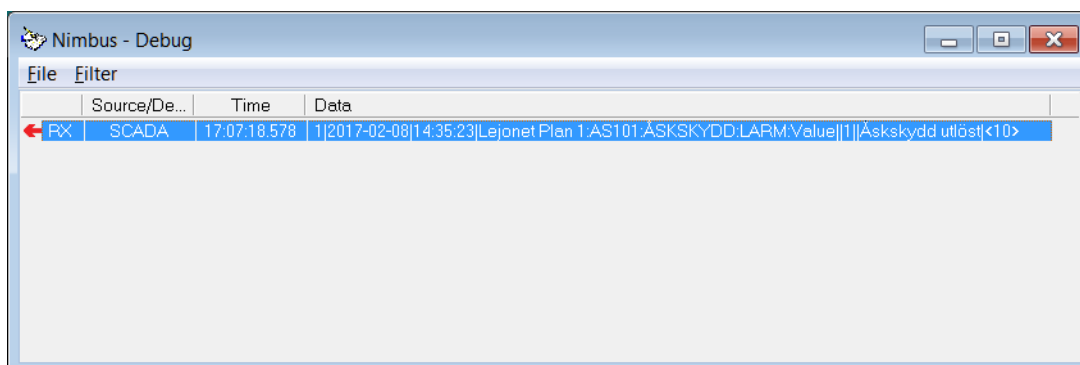 Nimbus - Debug
File Filter
Source/De... Time Data
RX SCADA 17:07:18.578 1|2017-02-08|14:35:23|Lejonet Plan 1:AS101:ÅSKSKYDD:LARM:Value||1||Åskskydd utlöst|<10>